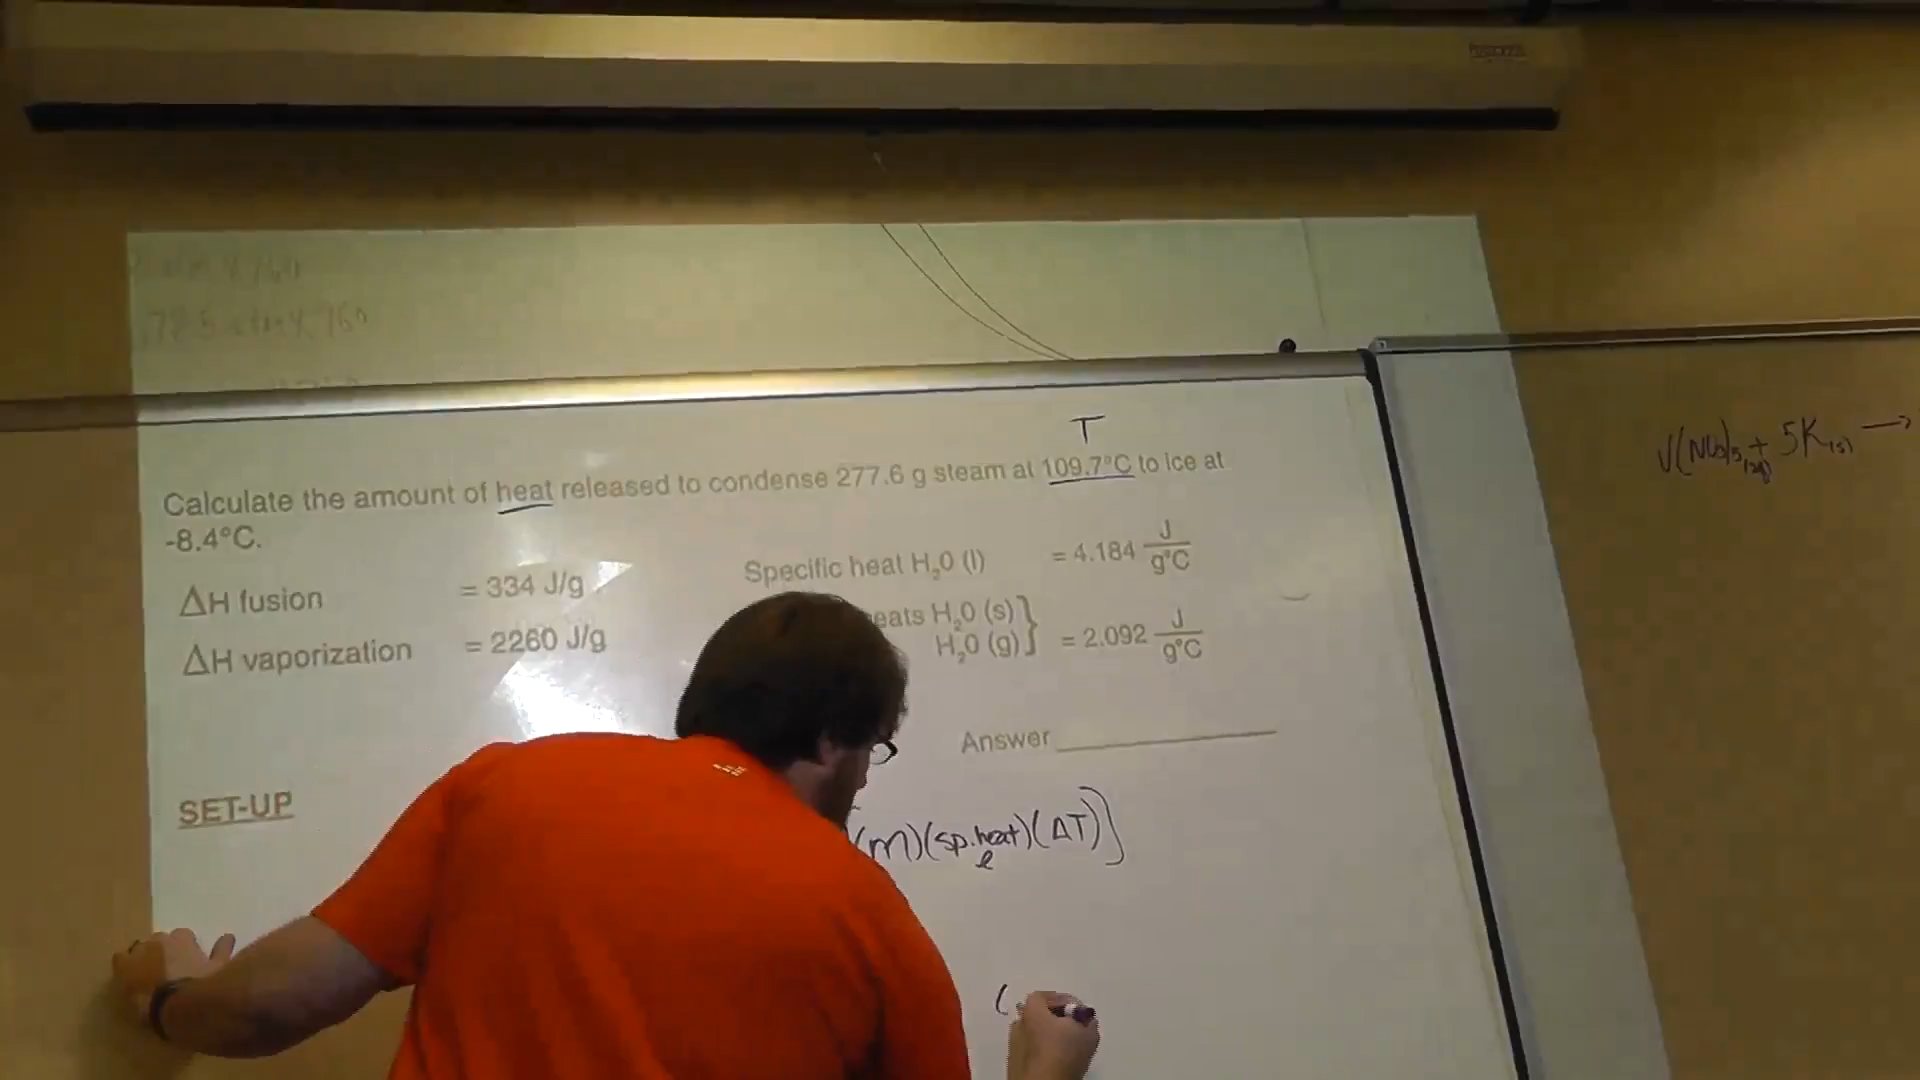 T
Calculate the amount of heat released to condense 277.6 g steam at 109.7°C to ice at
-8.4°C.
ΔH fusion = 334 J/g
Specific heat H₂O (l) = 4.184 J/g°C
ΔH vaporization = 2260 J/g
eats H₂O (s)
H₂O (g) } = 2.092 J/g°C
Answer
SET-UP
(m)(sp.heat)(ΔT)]
l
(
+ 5K(s) →